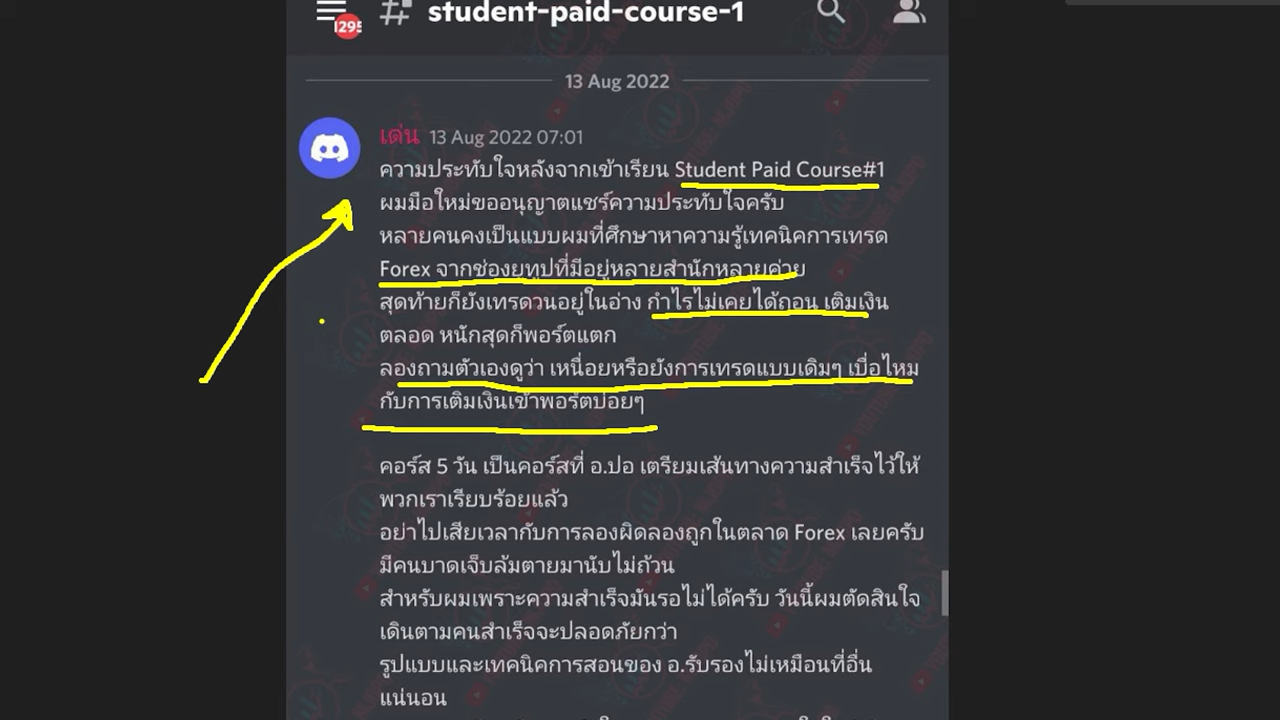 # student-paid-course-1
1295
13 Aug 2022
เด่น 13 Aug 2022 07:01
ความประทับใจหลังจากเข้าเรียน Student Paid Course#1
ผมมือใหม่ขออนุญาตแชร์ความประทับใจครับ
หลายคนคงเป็นแบบผมที่ศึกษาหาความรู้เทคนิคการเทรด
Forex จากช่องยูทูปที่มีอยู่หลายสำนักหลายค่าย
สุดท้ายก็ยังเทรดวนอยู่ในอ่าง กำไรไม่เคยได้ถอน เติมเงิน
ตลอด หนักสุดก็พอร์ตแตก
ลองถามตัวเองดูว่า เหนื่อยหรือยังการเทรดแบบเดิมๆ เบื่อไหม
กับการเติมเงินเข้าพอร์ตบ่อยๆ
คอร์ส 5 วัน เป็นคอร์สที่ อ.ปอ เตรียมเส้นทางความสำเร็จไว้ให้
พวกเราเรียบร้อยแล้ว
อย่าไปเสียเวลากับการลองผิดลองถูกในตลาด Forex เลยครับ
มีคนบาดเจ็บล้มตายมานับไม่ถ้วน
สำหรับผมเพราะความสำเร็จมันรอไม่ได้ครับ วันนี้ผมตัดสินใจ
เดินตามคนสำเร็จจะปลอดภัยกว่า
รูปแบบและเทคนิคการสอนของ อ.รับรองไม่เหมือนที่อื่น
แน่นอน